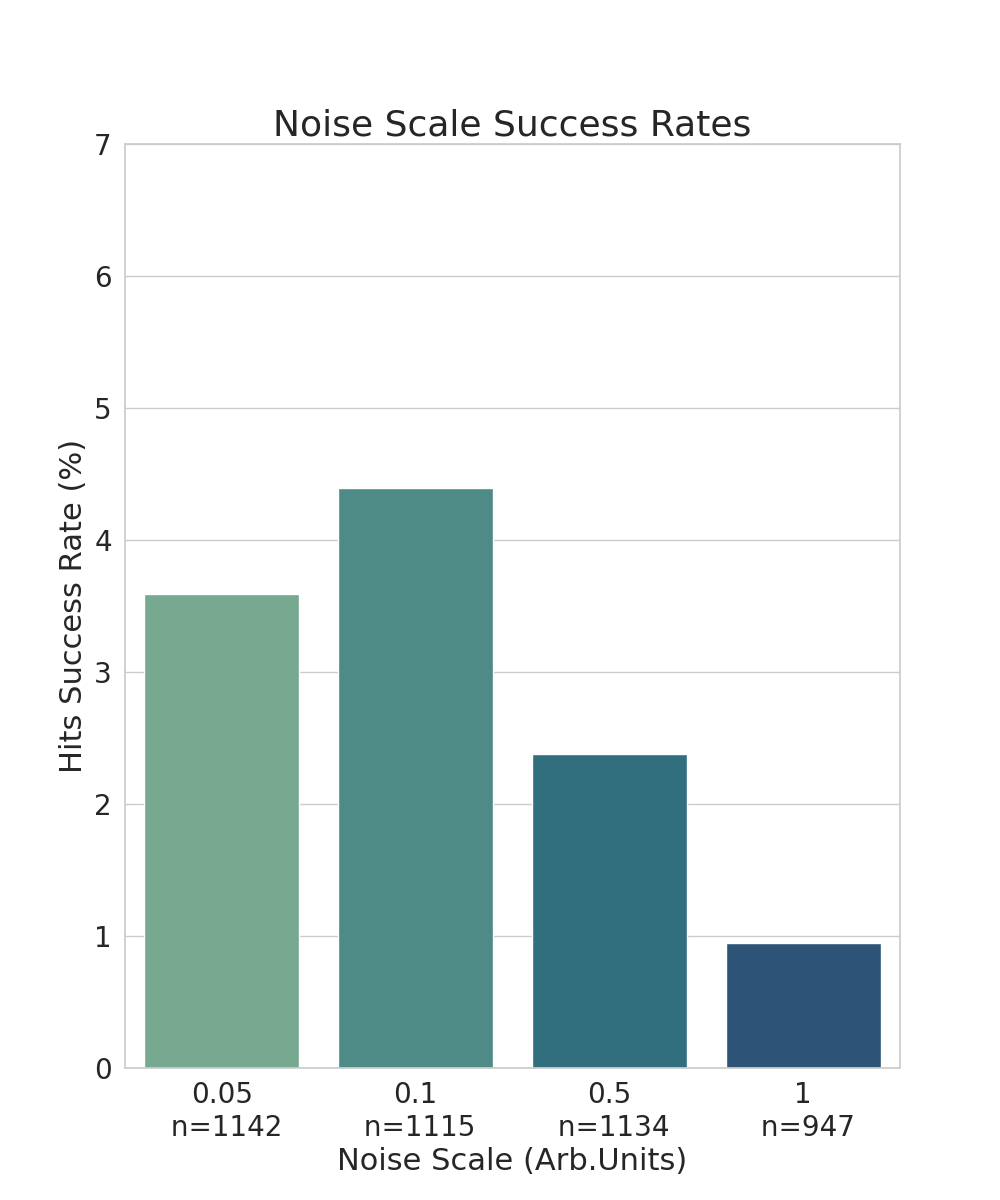 Noise Scale Success Rates
7
6
5
4
3
2
1
0
Hits Success Rate (%)
0.05 0.1 0.5 1
n=1142 n=1115 n=1134 n=947
Noise Scale (Arb.Units)